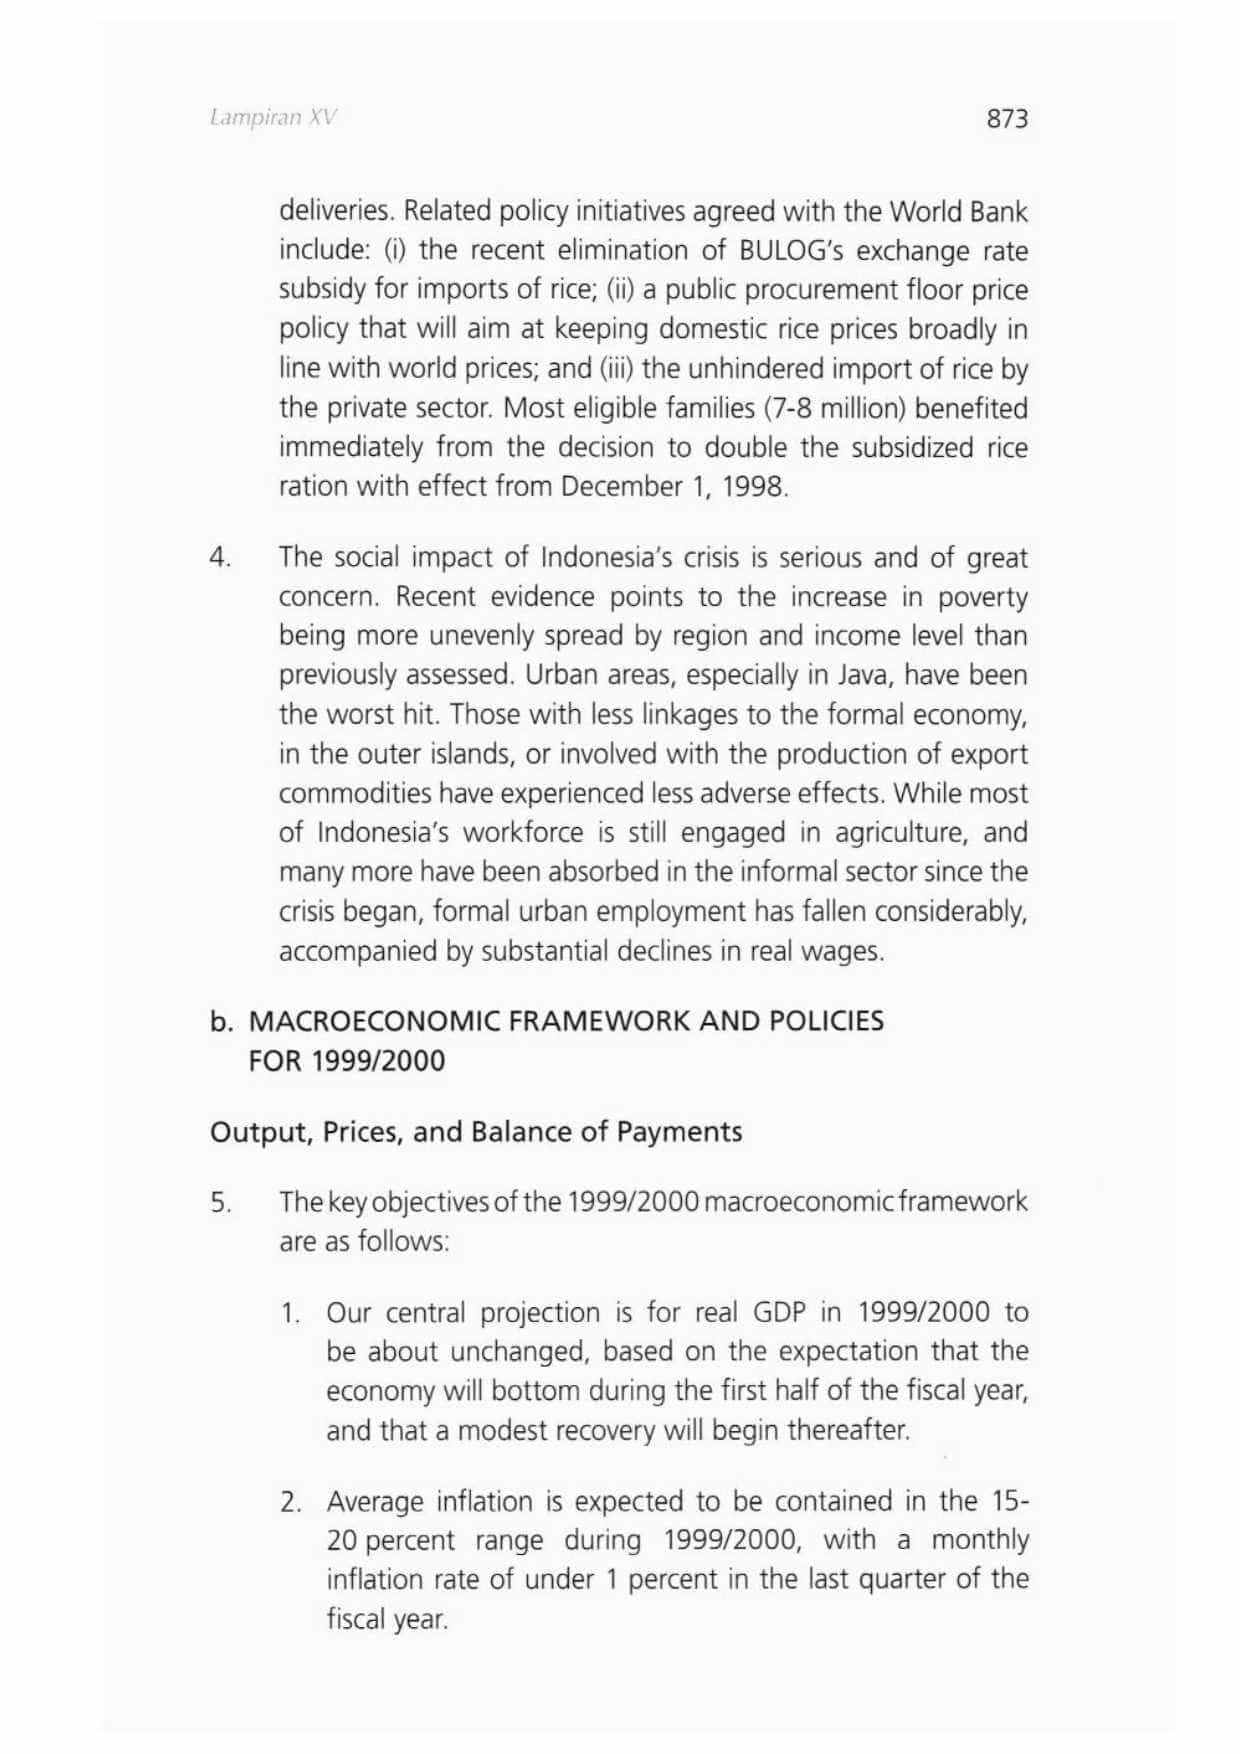 Lampiran XV 873
deliveries. Related policy initiatives agreed with the World Bank
include: (i) the recent elimination of BULOG's exchange rate
subsidy for imports of rice; (ii) a public procurement floor price
policy that will aim at keeping domestic rice prices broadly in
line with world prices; and (iii) the unhindered import of rice by
the private sector. Most eligible families (7-8 million) benefited
immediately from the decision to double the subsidized rice
ration with effect from December 1, 1998.
4. The social impact of Indonesia's crisis is serious and of great
concern. Recent evidence points to the increase in poverty
being more unevenly spread by region and income level than
previously assessed. Urban areas, especially in Java, have been
the worst hit. Those with less linkages to the formal economy,
in the outer islands, or involved with the production of export
commodities have experienced less adverse effects. While most
of Indonesia's workforce is still engaged in agriculture, and
many more have been absorbed in the informal sector since the
crisis began, formal urban employment has fallen considerably,
accompanied by substantial declines in real wages.
b. MACROECONOMIC FRAMEWORK AND POLICIES
FOR 1999/2000
Output, Prices, and Balance of Payments
5. The key objectives of the 1999/2000 macroeconomic framework
are as follows:
1. Our central projection is for real GDP in 1999/2000 to
be about unchanged, based on the expectation that the
economy will bottom during the first half of the fiscal year,
and that a modest recovery will begin thereafter.
2. Average inflation is expected to be contained in the 15-
20 percent range during 1999/2000, with a monthly
inflation rate of under 1 percent in the last quarter of the
fiscal year.